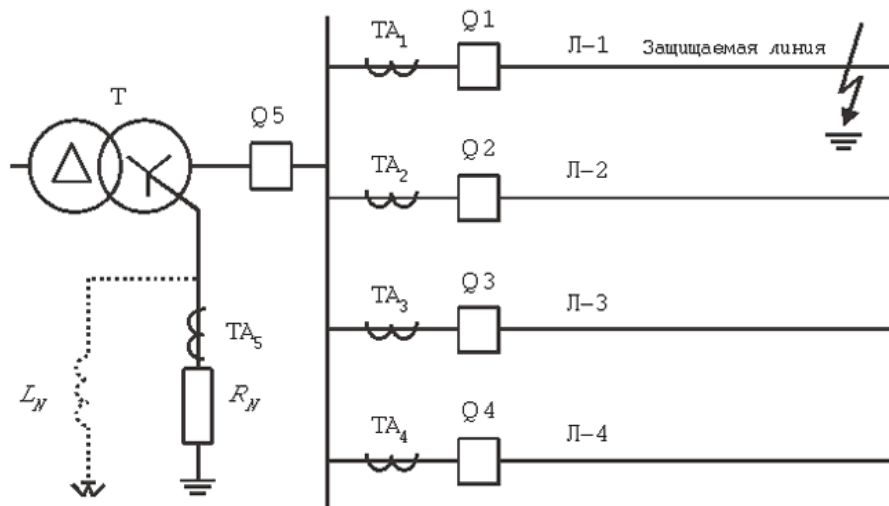 TA1
Q1
Л-1
Защищаемая линия
T
Q5
TA2
Q2
Л-2
TA3
Q3
Л-3
TA5
LN
RN
TA4
Q4
Л-4